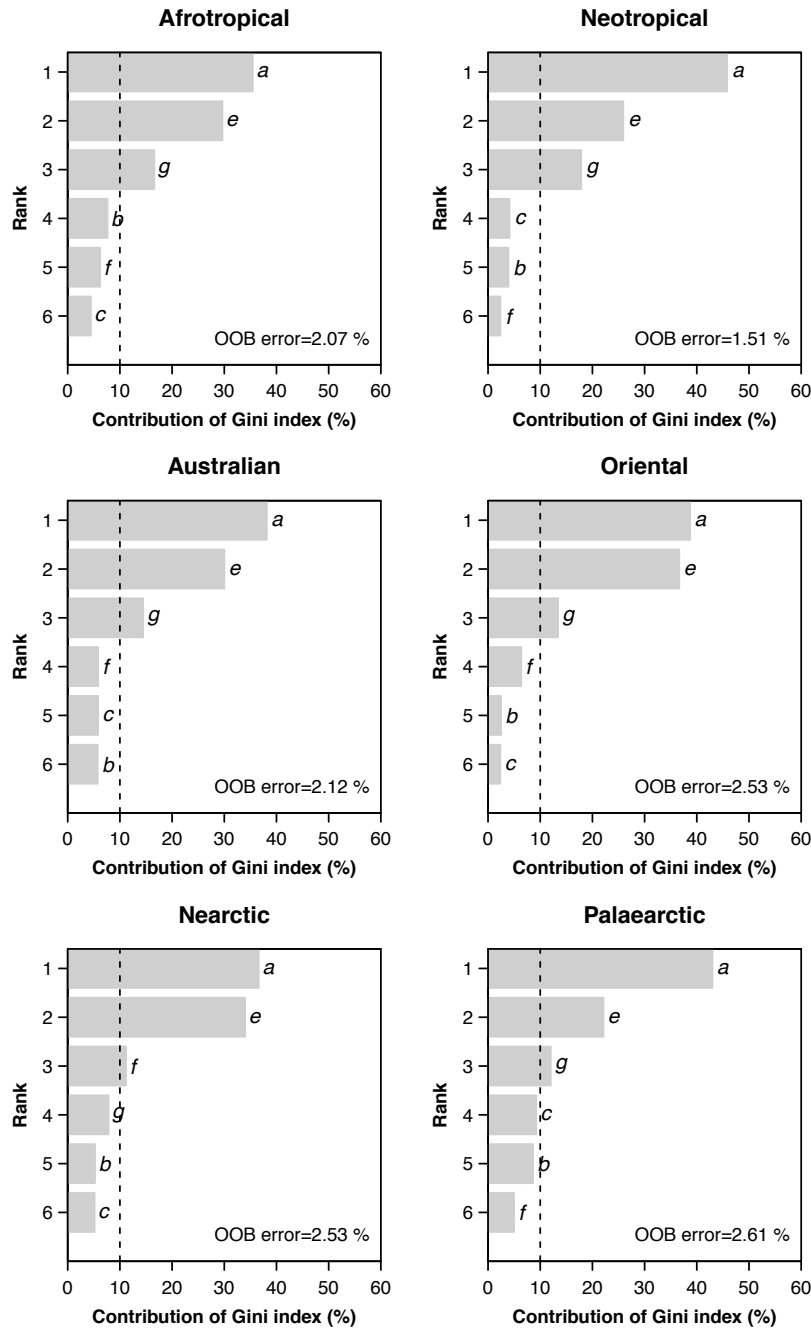 Afrotropical
Rank
1 a
2 e
3 g
4 b
5 f
6 c
OOB error=2.07 %
0 10 20 30 40 50 60
Contribution of Gini index (%)
Neotropical
Rank
1 a
2 e
3 g
4 c
5 b
6 f
OOB error=1.51 %
0 10 20 30 40 50 60
Contribution of Gini index (%)
Australian
Rank
1 a
2 e
3 g
4 f
5 c
6 b
OOB error=2.12 %
0 10 20 30 40 50 60
Contribution of Gini index (%)
Oriental
Rank
1 a
2 e
3 g
4 f
5 b
6 c
OOB error=2.53 %
0 10 20 30 40 50 60
Contribution of Gini index (%)
Nearctic
Rank
1 a
2 e
3 f
4 g
5 b
6 c
OOB error=2.53 %
0 10 20 30 40 50 60
Contribution of Gini index (%)
Palaearctic
Rank
1 a
2 e
3 g
4 c
5 b
6 f
OOB error=2.61 %
0 10 20 30 40 50 60
Contribution of Gini index (%)